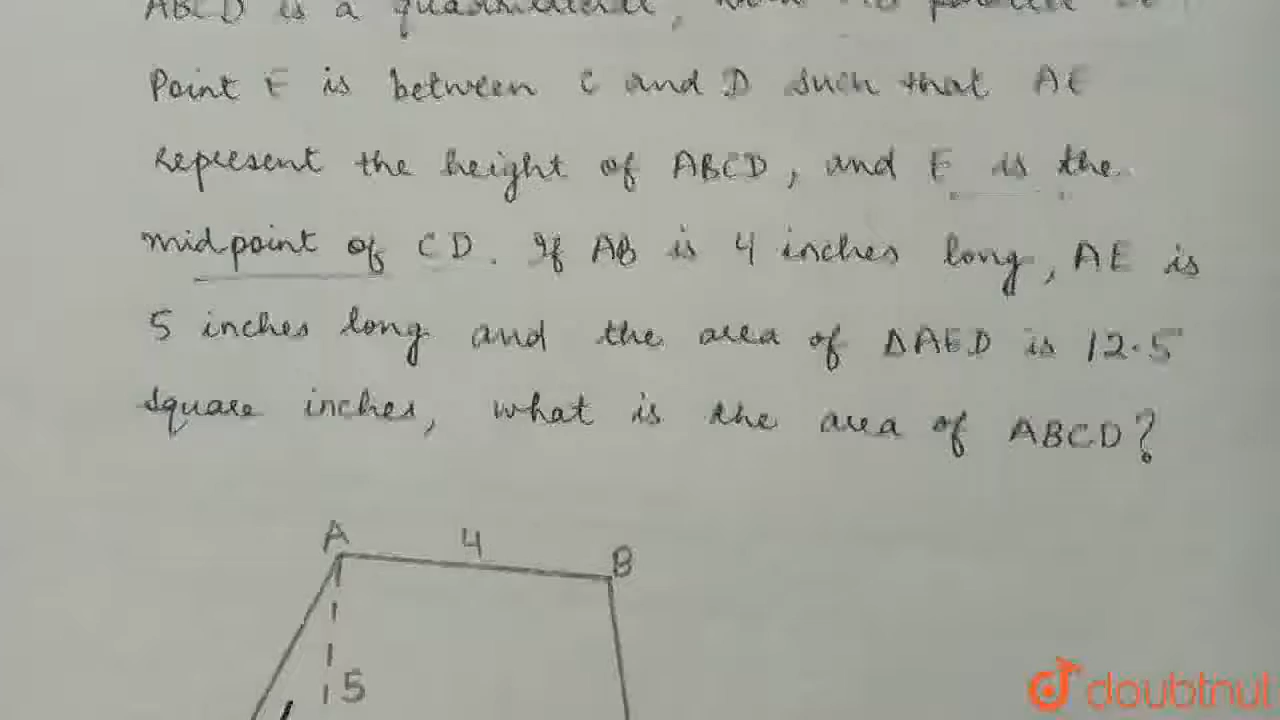 ABCD is a
Point E is between C and D such that AE
represent the height of ABCD, and E is the
midpoint of CD. If AB is 4 inches long, AE is
5 inches long and the area of ΔAED is 12.5
square inches, what is the area of ABCD?
A 4 B
5
doubtnut